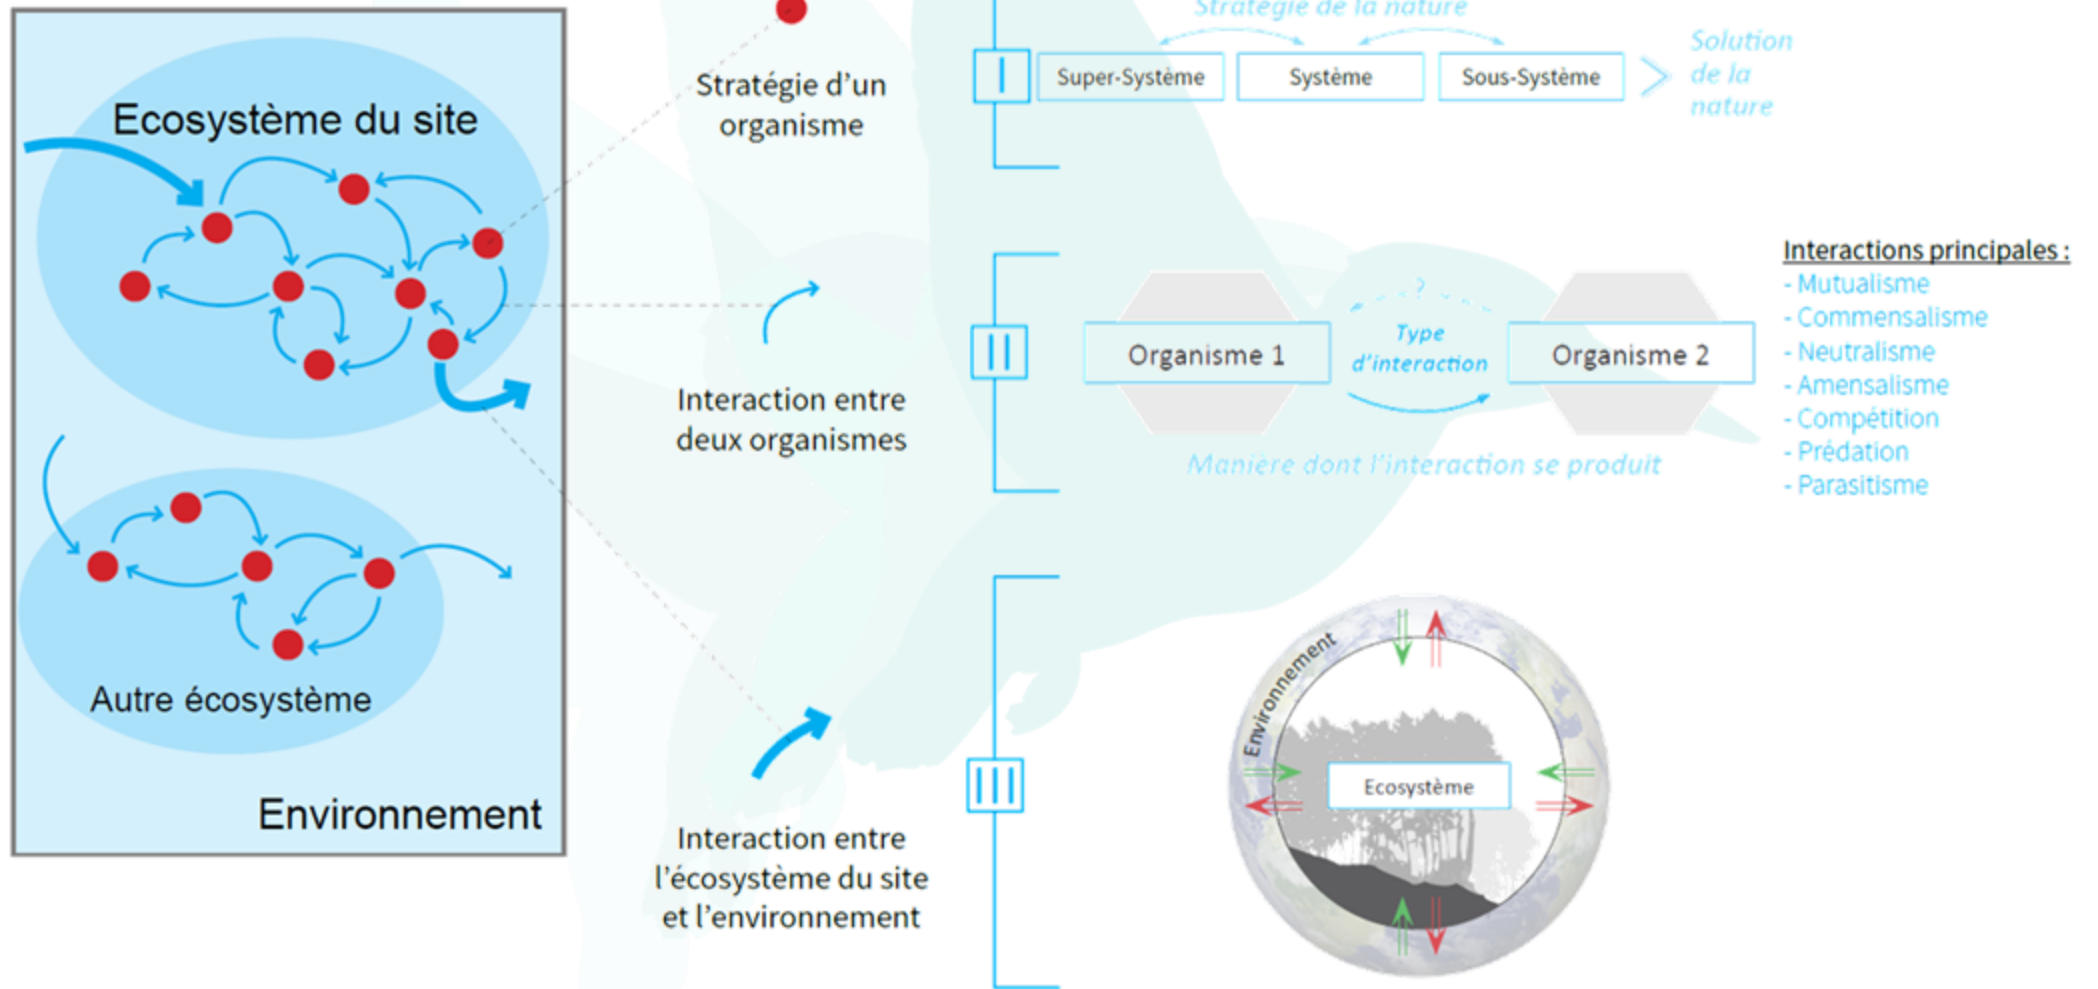 Ecosystème du site
Autre écosystème
Environnement
Stratégie d'un
organisme
Interaction entre
deux organismes
Interaction entre
l'écosystème du site
et l'environnement
Stratégie de la nature
I
Super-Système
Système
Sous-Système
Solution
de la
nature
II
Organisme 1
?
Type
d'interaction
Organisme 2
Manière dont l'interaction se produit
Interactions principales :
- Mutualisme
- Commensalisme
- Neutralisme
- Amensalisme
- Compétition
- Prédation
- Parasitisme
III
Environnement
Ecosystème